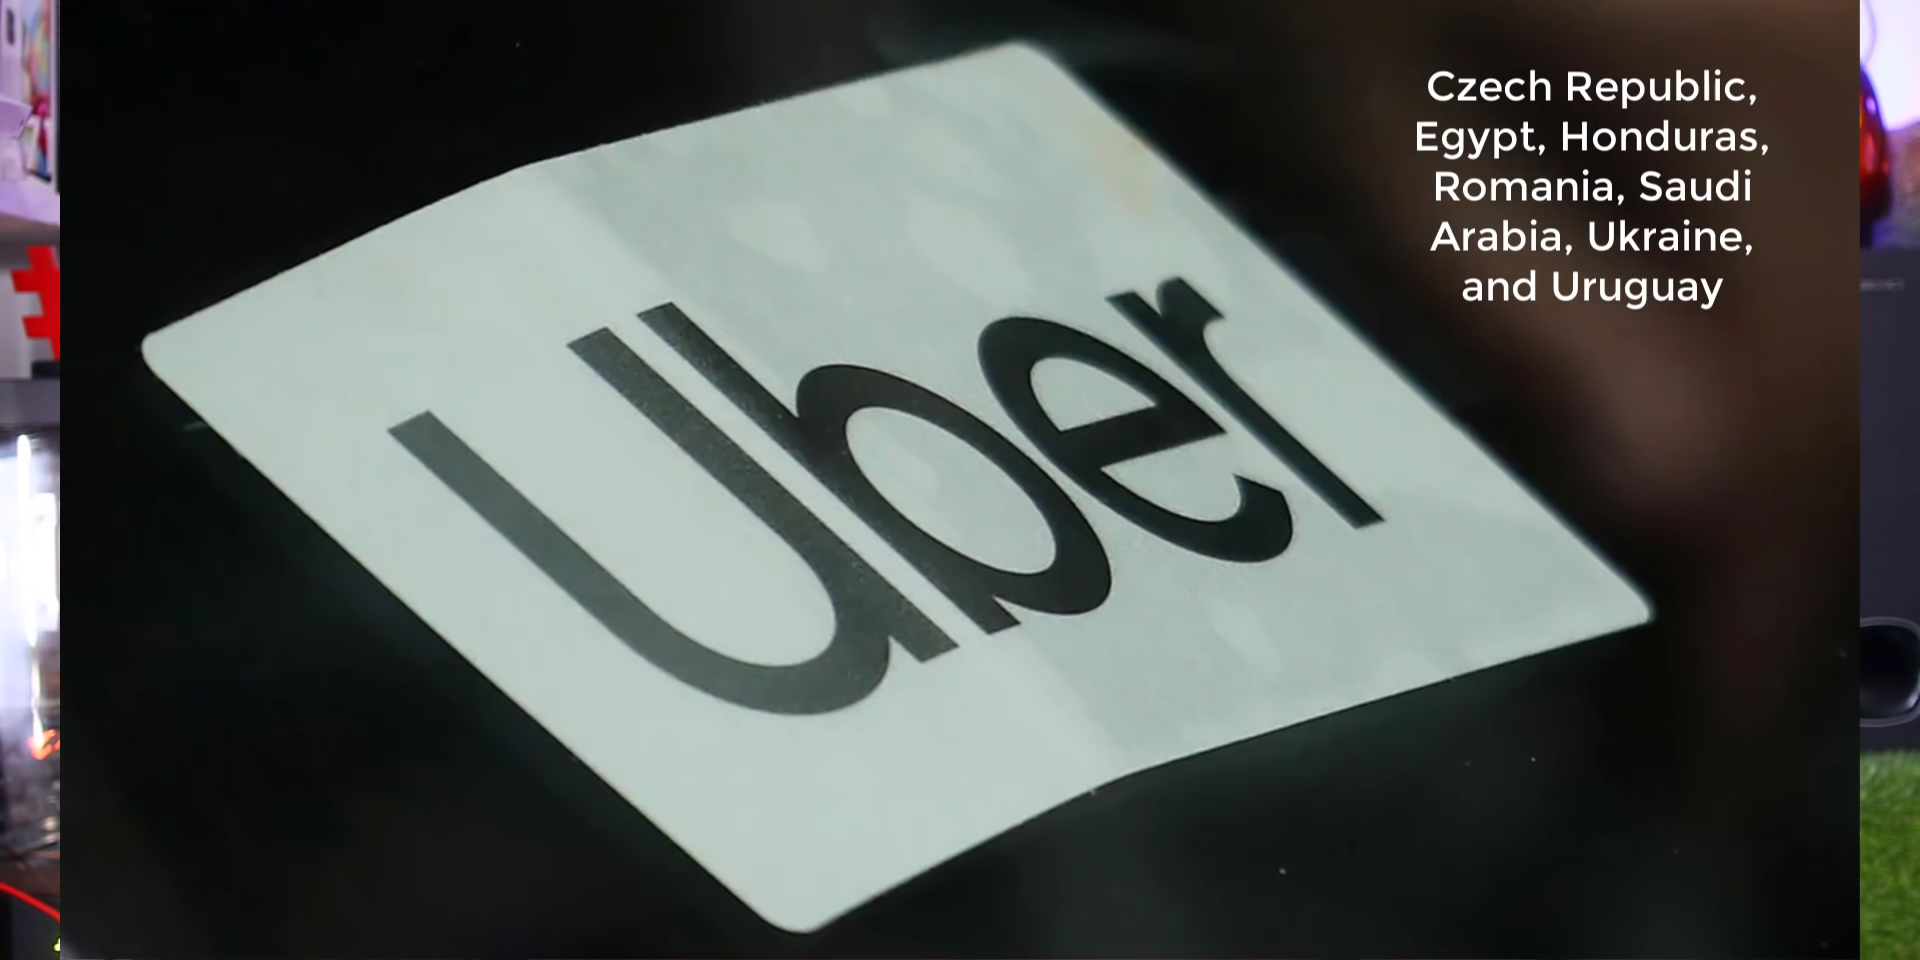 Czech Republic,
Egypt, Honduras,
Romania, Saudi
Arabia, Ukraine,
and Uruguay
Uber